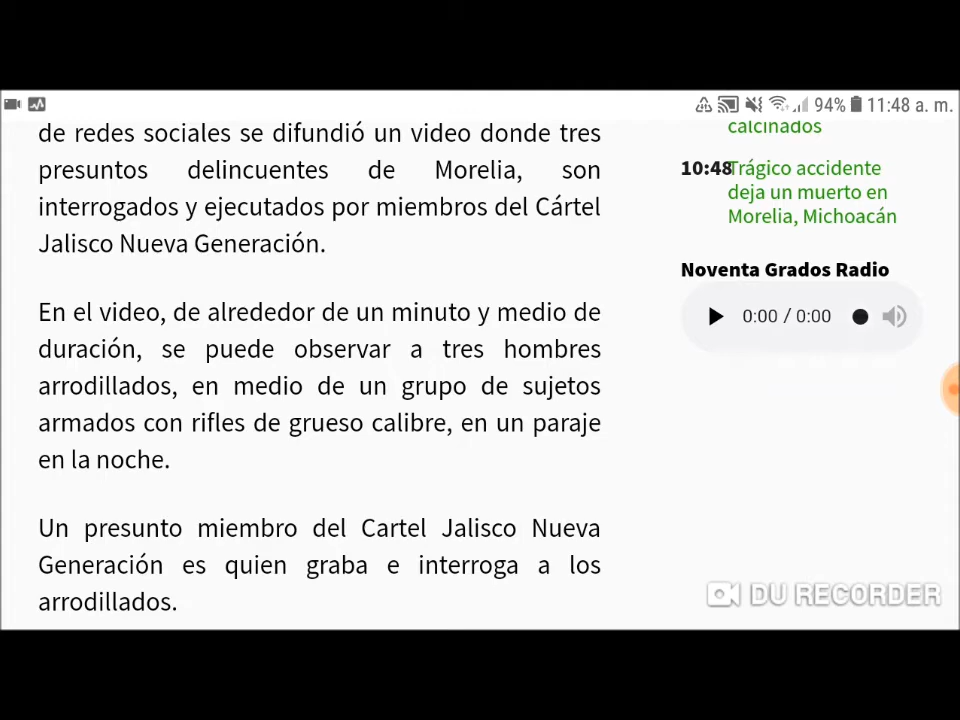 94% 11:48 a. m.
de redes sociales se difundió un video donde tres
presuntos delincuentes de Morelia, son
interrogados y ejecutados por miembros del Cártel
Jalisco Nueva Generación.
En el video, de alrededor de un minuto y medio de
duración, se puede observar a tres hombres
arrodillados, en medio de un grupo de sujetos
armados con rifles de grueso calibre, en un paraje
en la noche.
Un presunto miembro del Cartel Jalisco Nueva
Generación es quien graba e interroga a los
arrodillados.
calcinados
10:48 Trágico accidente
deja un muerto en
Morelia, Michoacán
Noventa Grados Radio
0:00 / 0:00
DU RECORDER